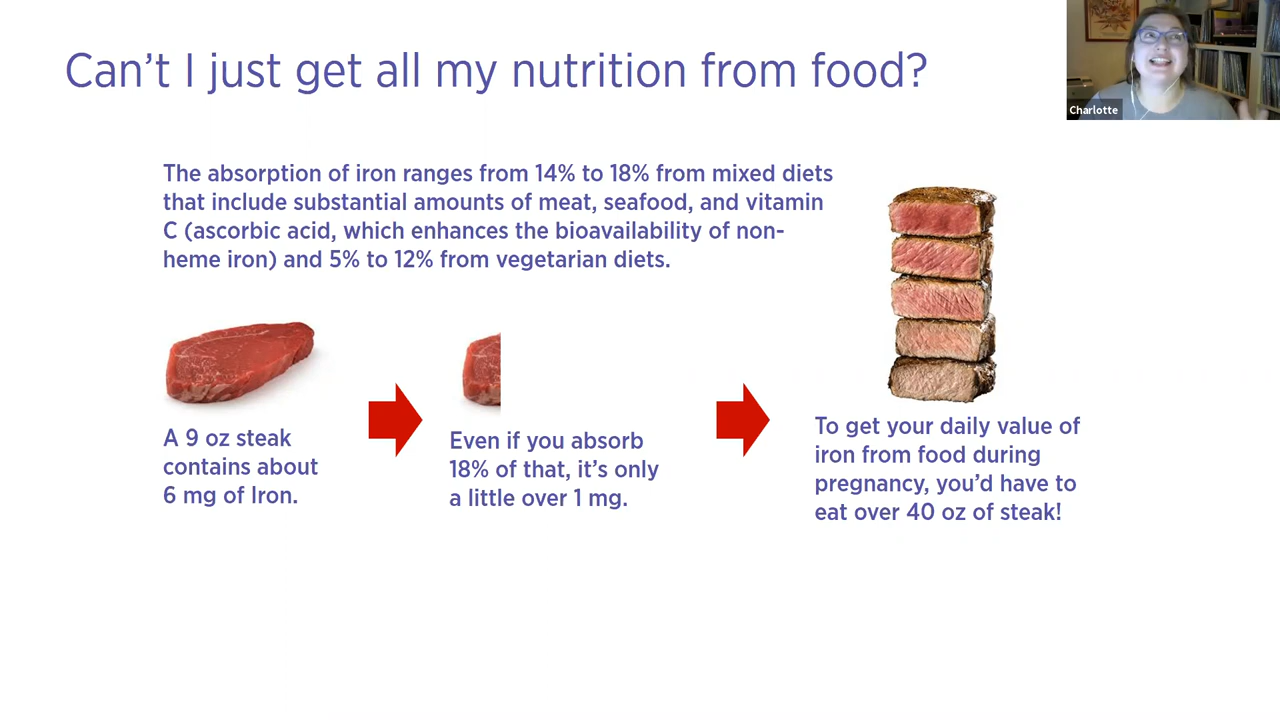 Can't I just get all my nutrition from food?
Charlotte
The absorption of iron ranges from 14% to 18% from mixed diets
that include substantial amounts of meat, seafood, and vitamin
C (ascorbic acid, which enhances the bioavailability of non-
heme iron) and 5% to 12% from vegetarian diets.
A 9 oz steak
contains about
6 mg of Iron.
Even if you absorb
18% of that, it's only
a little over 1 mg.
To get your daily value of
iron from food during
pregnancy, you'd have to
eat over 40 oz of steak!